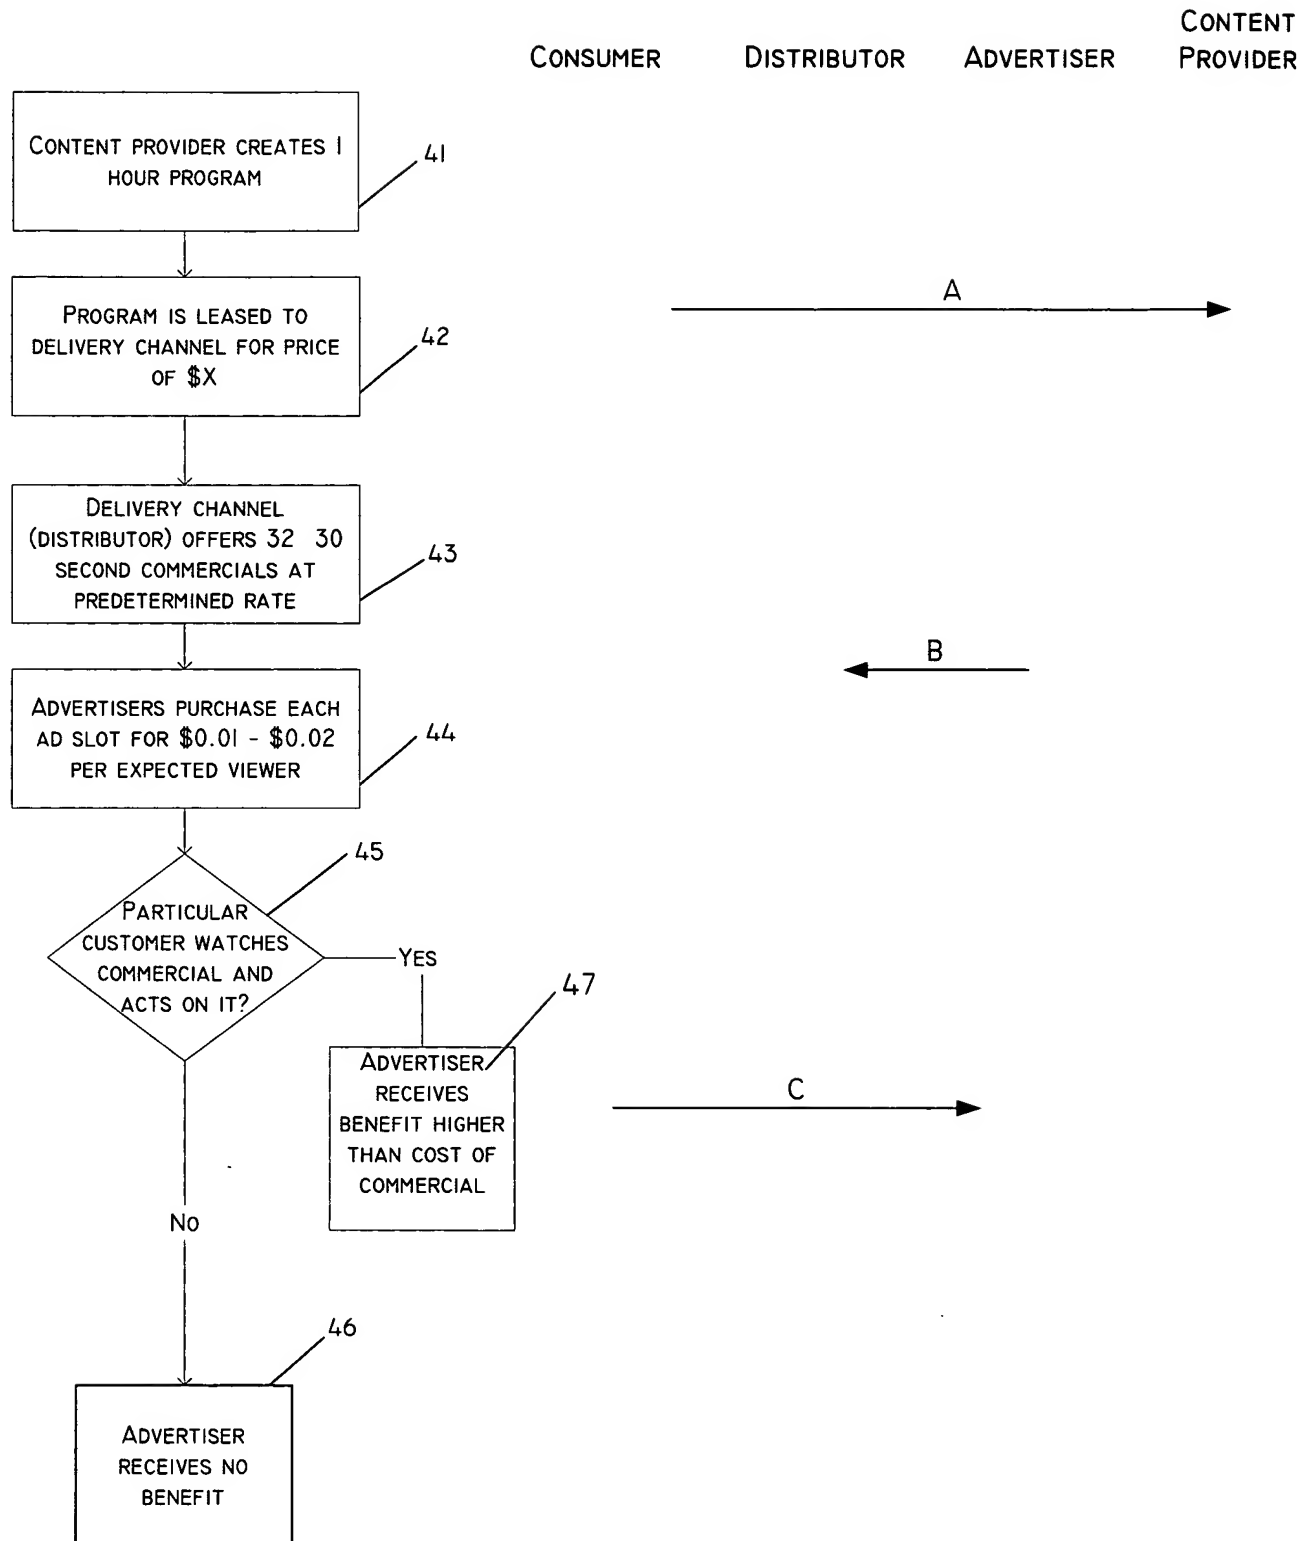 CONTENT
PROVIDER
CONSUMER
DISTRIBUTOR
ADVERTISER
CONTENT PROVIDER CREATES 1
HOUR PROGRAM
41
PROGRAM IS LEASED TO
DELIVERY CHANNEL FOR PRICE
OF $X
42
A
DELIVERY CHANNEL
(DISTRIBUTOR) OFFERS 32 30
SECOND COMMERCIALS AT
PREDETERMINED RATE
43
B
ADVERTISERS PURCHASE EACH
AD SLOT FOR $0.01 - $0.02
PER EXPECTED VIEWER
44
45
PARTICULAR
CUSTOMER WATCHES
COMMERCIAL AND
ACTS ON IT?
YES
47
ADVERTISER
RECEIVES
BENEFIT HIGHER
THAN COST OF
COMMERCIAL
C
NO
46
ADVERTISER
RECEIVES NO
BENEFIT